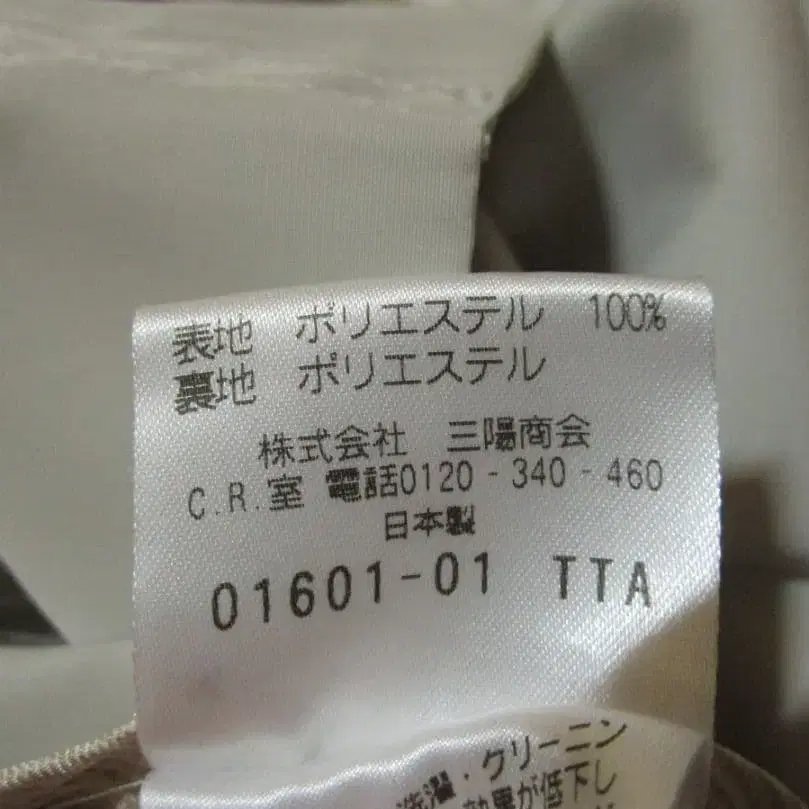 表地 ポリエステル 100%
裏地 ポリエステル
株式会社 三陽商会
C.R.室 電話0120-340-460
日本製
01601-01 TTA
洗濯・クリーニン
効果が低下し